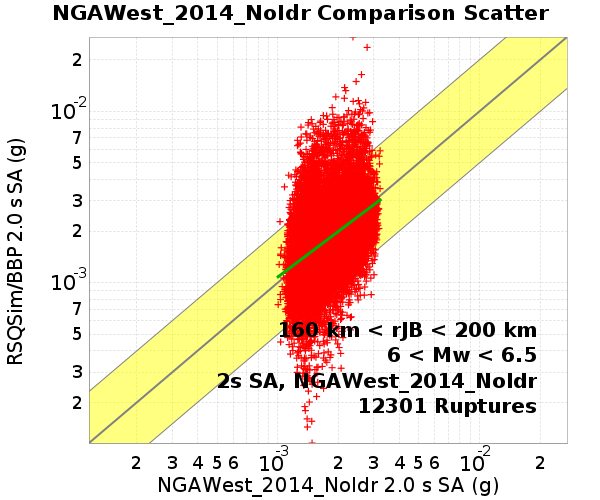 NGAWest_2014_NoIdr Comparison Scatter
RSQSim/BBP 2.0 s SA (g)
2
10-2
7
5
3
2
10-3
7
5
3
2
160 km < rJB < 200 km
6 < Mw < 6.5
2s SA, NGAWest_2014_NoIdr
12301 Ruptures
2 3 4 5 6 10-3 2 3 4 5 6 10-2 2
NGAWest_2014_NoIdr 2.0 s SA (g)